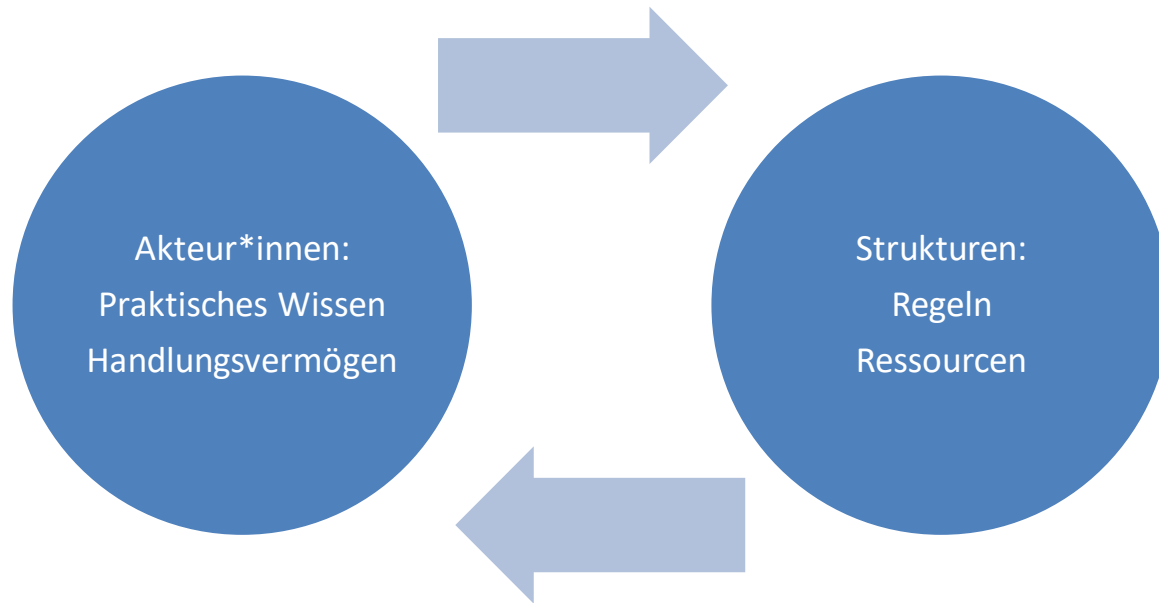 Akteur*innen:
Praktisches Wissen
Handlungsvermögen
Strukturen:
Regeln
Ressourcen